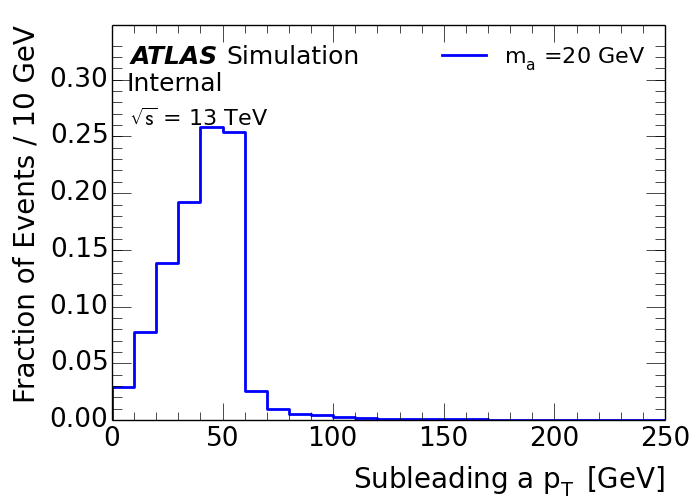 ATLAS Simulation
Internal
√s = 13 TeV
m_a =20 GeV
Fraction of Events / 10 GeV
0.30
0.25
0.20
0.15
0.10
0.05
0.00
0 50 100 150 200 250
Subleading a p_T [GeV]